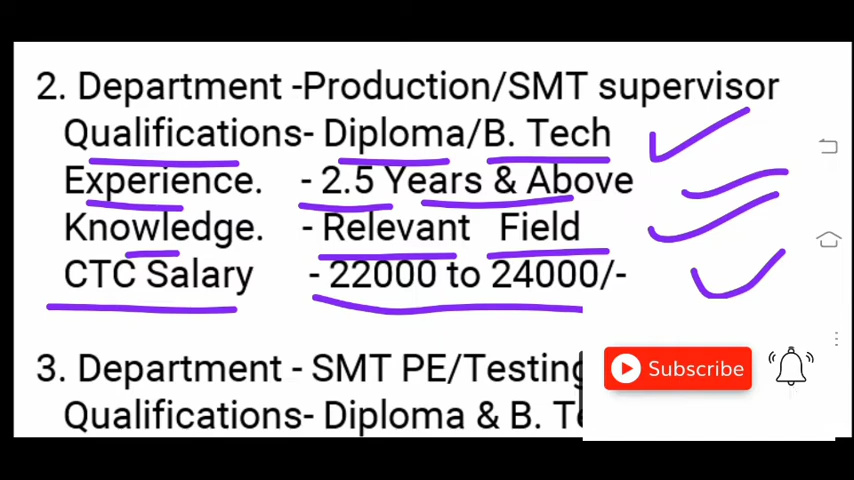 2. Department -Production/SMT supervisor
Qualifications- Diploma/B. Tech
Experience. - 2.5 Years & Above
Knowledge. - Relevant Field
CTC Salary - 22000 to 24000/-
3. Department - SMT PE/Testing
Subscribe
Qualifications- Diploma & B. Te